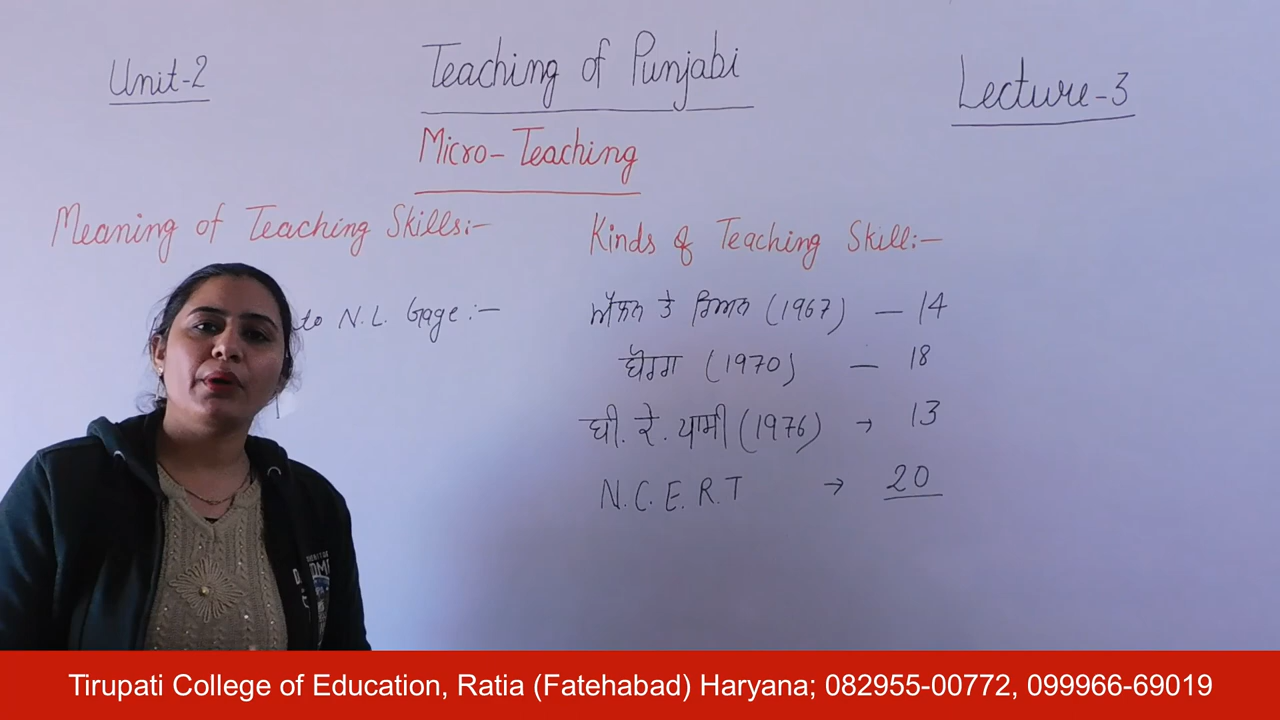 Unit-2
Teaching of Punjabi
Lecture-3
Micro-Teaching
Meaning of Teaching Skills:-
to N.L. Gage:-
Kinds of Teaching Skill:-
ਐਲਨ ਤੇ ਰਿਆਨ (1967) - 14
ਬੋਰਗ (1970) - 18
ਬੀ. ਕੇ. ਪਾਸੀ (1976) → 13
N.C.E.R.T → 20
Tirupati College of Education, Ratia (Fatehabad) Haryana; 082955-00772, 099966-69019